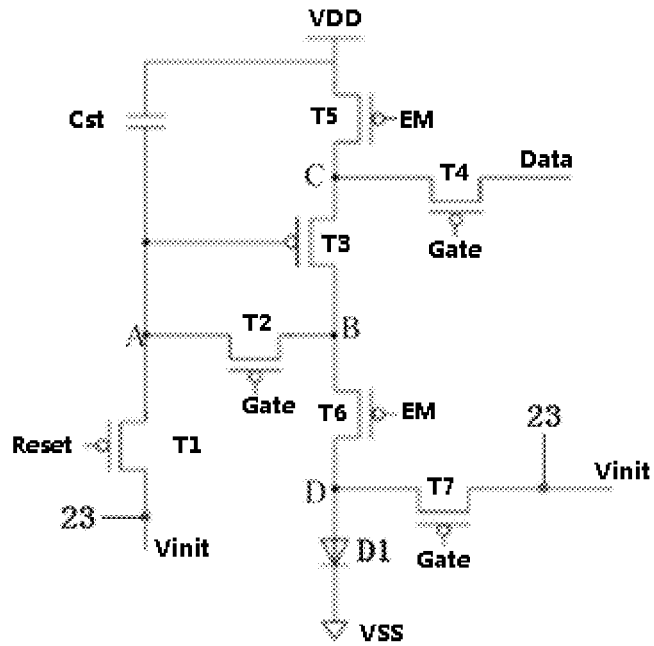 VDD
Cst
T5
EM
C
T4
Data
Gate
T3
A
T2
B
Gate
T6
EM
Reset
T1
23
Vinit
D
T7
23
Vinit
Gate
D1
VSS